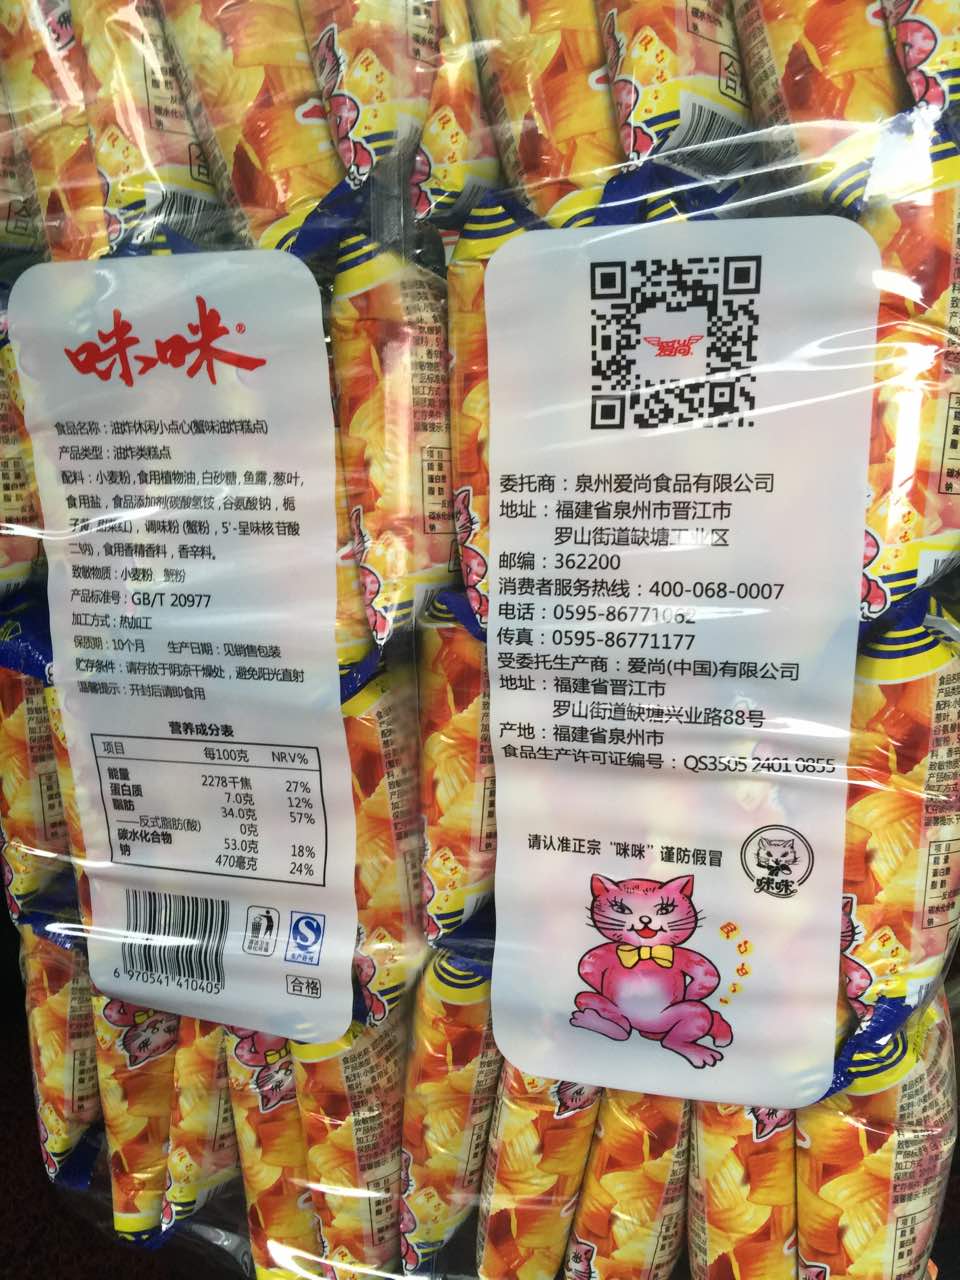 咪咪®
食品名称：油炸休闲小点心(蟹味油炸糕点)
产品类型：油炸类糕点
配料：小麦粉,食用植物油,白砂糖,鱼露,葱叶,
食用盐，食品添加剂(碳酸氢铵,谷氨酸钠，栀
子黄,甜菜红)，调味粉(蟹粉，5'-呈味核苷酸
二钠)，食用香精香料，香辛料。
致敏物质：小麦粉、蟹粉
产品标准号：GB/T 20977
加工方式：热加工
保质期：10个月 生产日期：见销售包装
贮存条件：请存放于阴凉干燥处，避免阳光直射
温馨提示：开封后请即食用
营养成分表
项目 每100克 NRV%
能量 2278千焦 27%
蛋白质 7.0克 12%
脂肪 34.0克 57%
——反式脂肪(酸) 0克
碳水化合物 53.0克 18%
钠 470毫克 24%
6 970541 410405
S
生产许可
合格
爱尚
委托商：泉州爱尚食品有限公司
地址：福建省泉州市晋江市
罗山街道缺塘工业区
邮编：362200
消费者服务热线：400-068-0007
电话：0595-86771062
传真：0595-86771177
受委托生产商：爱尚(中国)有限公司
地址：福建省晋江市
罗山街道缺塘兴业路88号
产地：福建省泉州市
食品生产许可证编号：QS3505 2401 0855
请认准正宗“咪咪”谨防假冒
咪咪